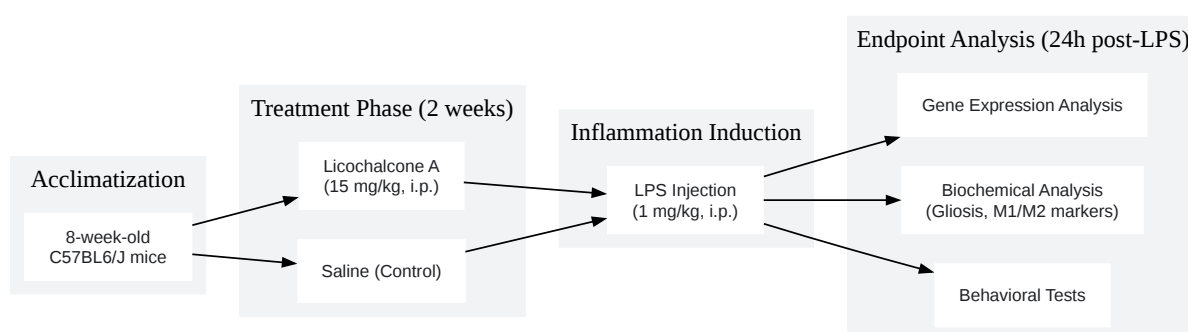 Acclimatization
8-week-old
C57BL6/J mice
Treatment Phase (2 weeks)
Licochalcone A
(15 mg/kg, i.p.)
Saline (Control)
Inflammation Induction
LPS Injection
(1 mg/kg, i.p.)
Endpoint Analysis (24h post-LPS)
Gene Expression Analysis
Biochemical Analysis
(Gliosis, M1/M2 markers)
Behavioral Tests